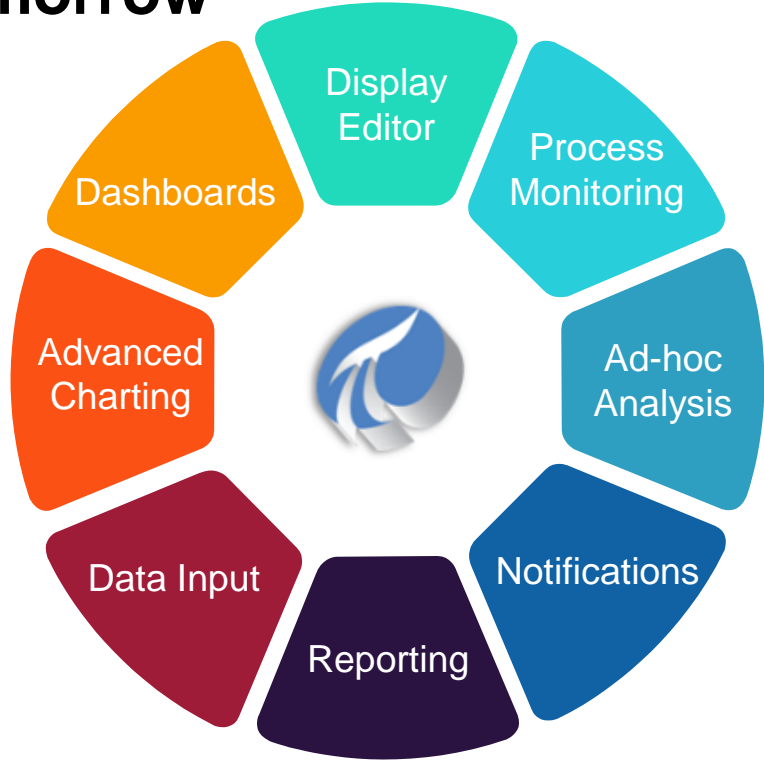 Display
Editor
Process
Monitoring
Ad-hoc
Analysis
Notifications
Reporting
Data Input
Advanced
Charting
Dashboards